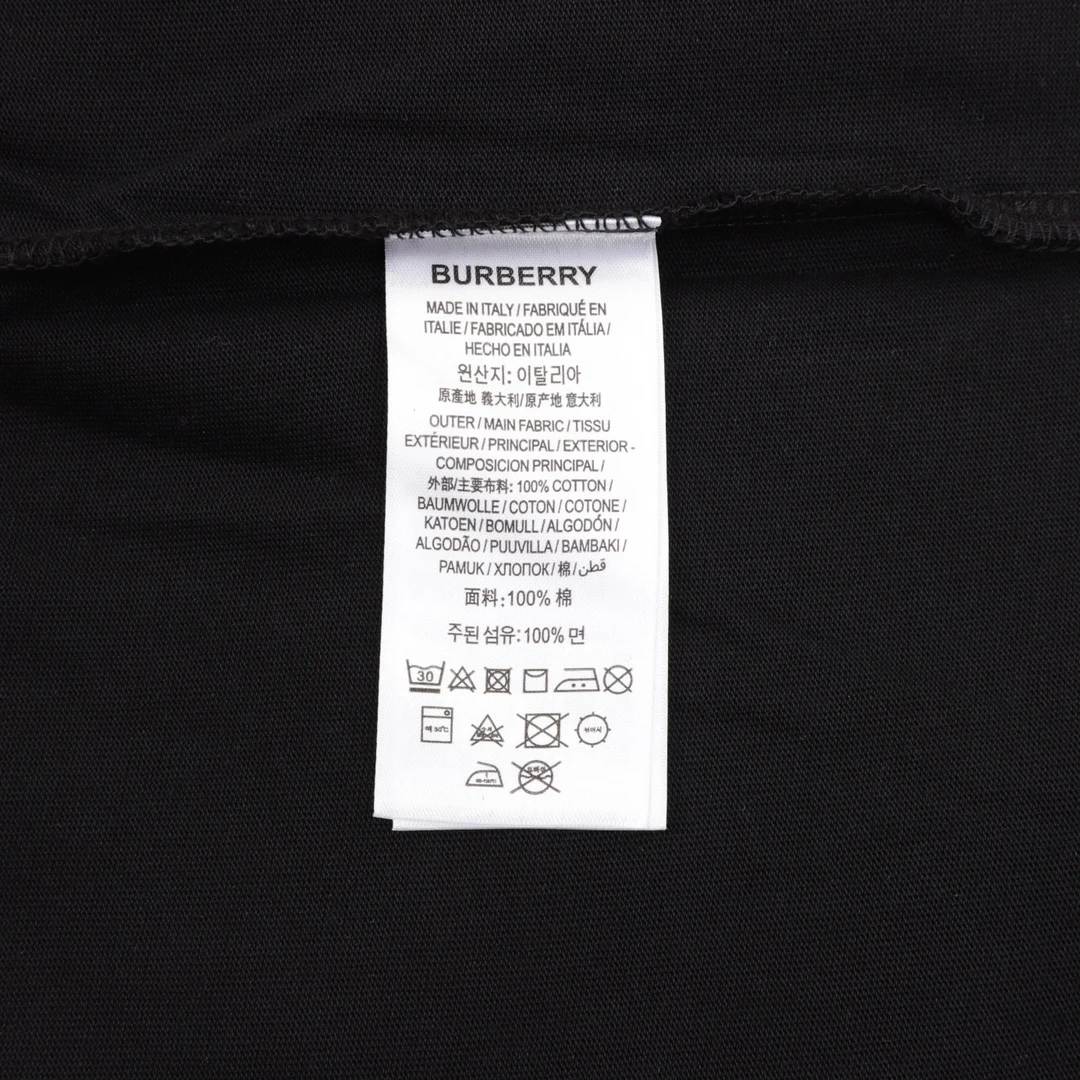 BURBERRY
MADE IN ITALY / FABRIQUÉ EN
ITALIE / FABRICADO EM ITÁLIA /
HECHO EN ITALIA
원산지: 이탈리아
原產地 義大利/原产地 意大利
OUTER / MAIN FABRIC / TISSU
EXTÉRIEUR / PRINCIPAL / EXTERIOR -
COMPOSICION PRINCIPAL /
外部/主要布料: 100% COTTON /
BAUMWOLLE / COTON / COTONE /
KATOEN / BOMULL / ALGODÓN /
ALGODÃO / PUUVILLA / BAMBAKI /
PAMUK / ХЛОПОК / 棉 / قطن
面料: 100% 棉
주된 섬유: 100% 면
30